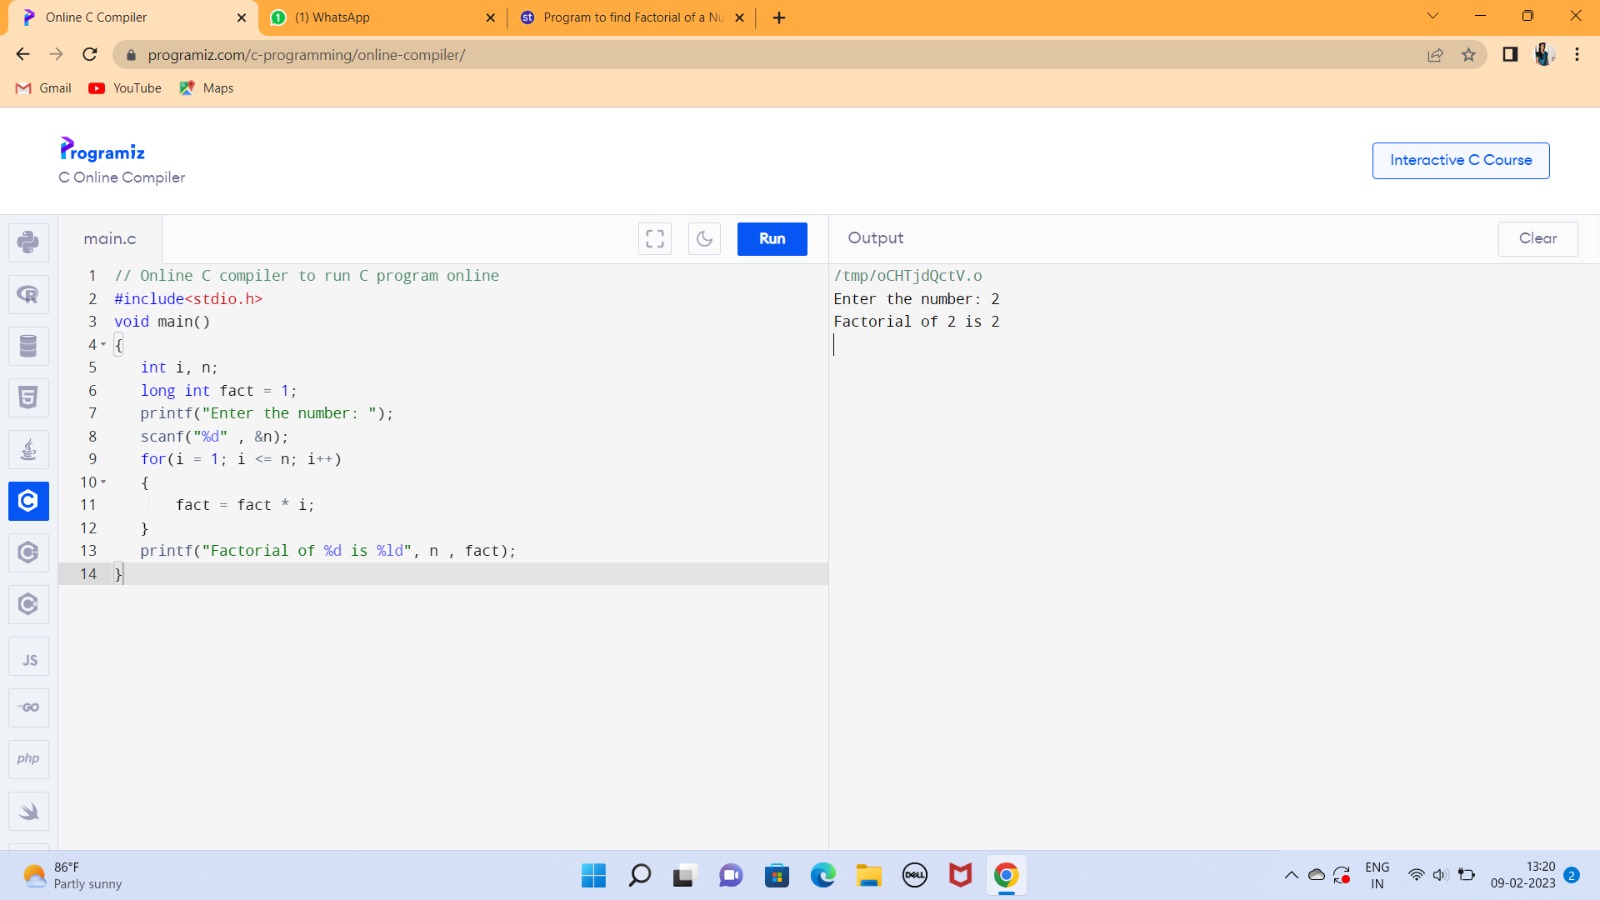 Online C Compiler
(1) WhatsApp
Program to find Factorial of a Nu
programiz.com/c-programming/online-compiler/
Gmail
YouTube
Maps
Programiz
C Online Compiler
Interactive C Course
main.c
Run
Output
Clear
1 // Online C compiler to run C program online
2 #include<stdio.h>
3 void main()
4 {
5 int i, n;
6 long int fact = 1;
7 printf("Enter the number: ");
8 scanf("%d" , &n);
9 for(i = 1; i <= n; i++)
10 {
11 fact = fact * i;
12 }
13 printf("Factorial of %d is %ld", n , fact);
14 }
/tmp/oCHTjdQctV.o
Enter the number: 2
Factorial of 2 is 2
JS
GO
php
86°F
Partly sunny
DELL
ENG
IN
13:20
09-02-2023
2